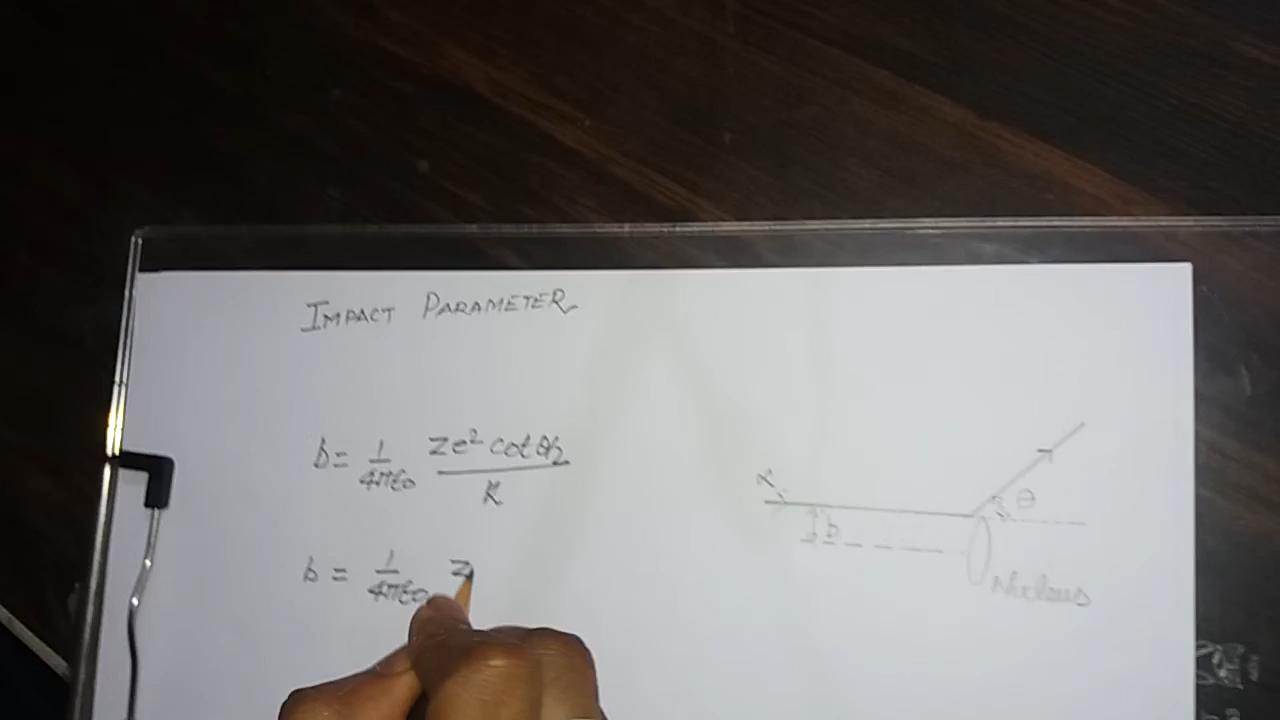 IMPACT PARAMETER
b = 1/4πε₀ Ze² cot θ/2 / K
b = 1/4πε₀ Z
α
b
θ
Nucleus